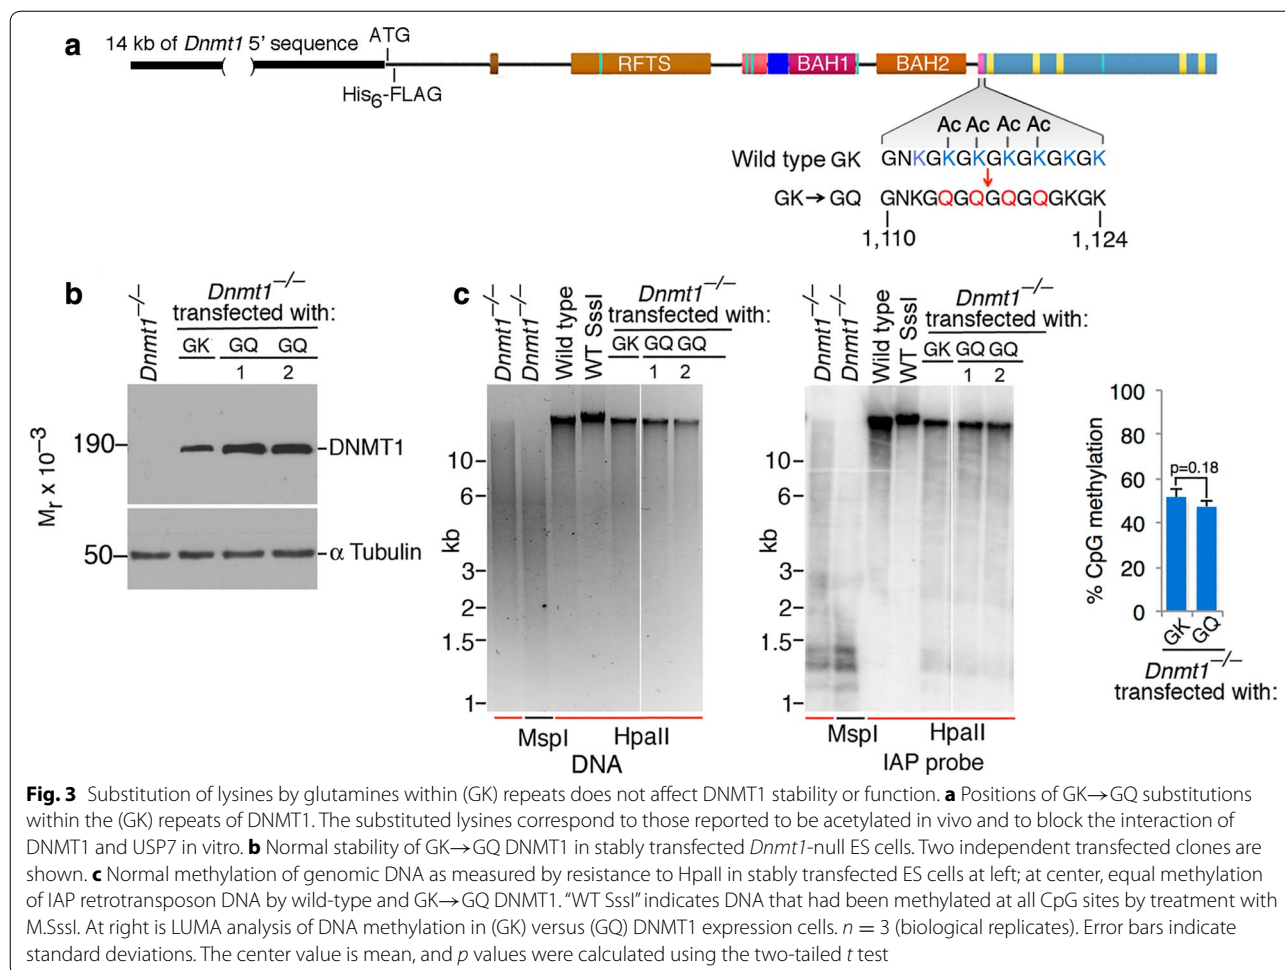 a
14 kb of Dnmt1 5' sequence
ATG
His6-FLAG
RFTS
BAH1
BAH2
Ac Ac Ac Ac
Wild type GK GNKGKGKGKGKGKGK
GK→GQ GNKGQGQGQGQGKGK
1,110
1,124
b
Dnmt1−/−
Dnmt1−/−
transfected with:
GK GQ GQ
1 2
Mr x 10−3
190
DNMT1
50
α Tubulin
c
Dnmt1−/−
Dnmt1−/−
Wild type
WT SssI
Dnmt1−/−
transfected with:
GK GQ GQ
1 2
kb
10
6
3
2
1.5
1
MspI HpaII
DNA
Dnmt1−/−
Dnmt1−/−
Wild type
WT SssI
Dnmt1−/−
transfected with:
GK GQ GQ
1 2
kb
10
6
3
2
1.5
1
MspI HpaII
IAP probe
% CpG methylation
100
80
60
40
20
0
p=0.18
GK
GQ
Dnmt1−/−
transfected with:
Fig. 3 Substitution of lysines by glutamines within (GK) repeats does not affect DNMT1 stability or function. a Positions of GK→GQ substitutions
within the (GK) repeats of DNMT1. The substituted lysines correspond to those reported to be acetylated in vivo and to block the interaction of
DNMT1 and USP7 in vitro. b Normal stability of GK→GQ DNMT1 in stably transfected Dnmt1-null ES cells. Two independent transfected clones are
shown. c Normal methylation of genomic DNA as measured by resistance to HpaII in stably transfected ES cells at left; at center, equal methylation
of IAP retrotransposon DNA by wild-type and GK→GQ DNMT1. “WT SssI” indicates DNA that had been methylated at all CpG sites by treatment with
M.SssI. At right is LUMA analysis of DNA methylation in (GK) versus (GQ) DNMT1 expression cells. n = 3 (biological replicates). Error bars indicate
standard deviations. The center value is mean, and p values were calculated using the two-tailed t test